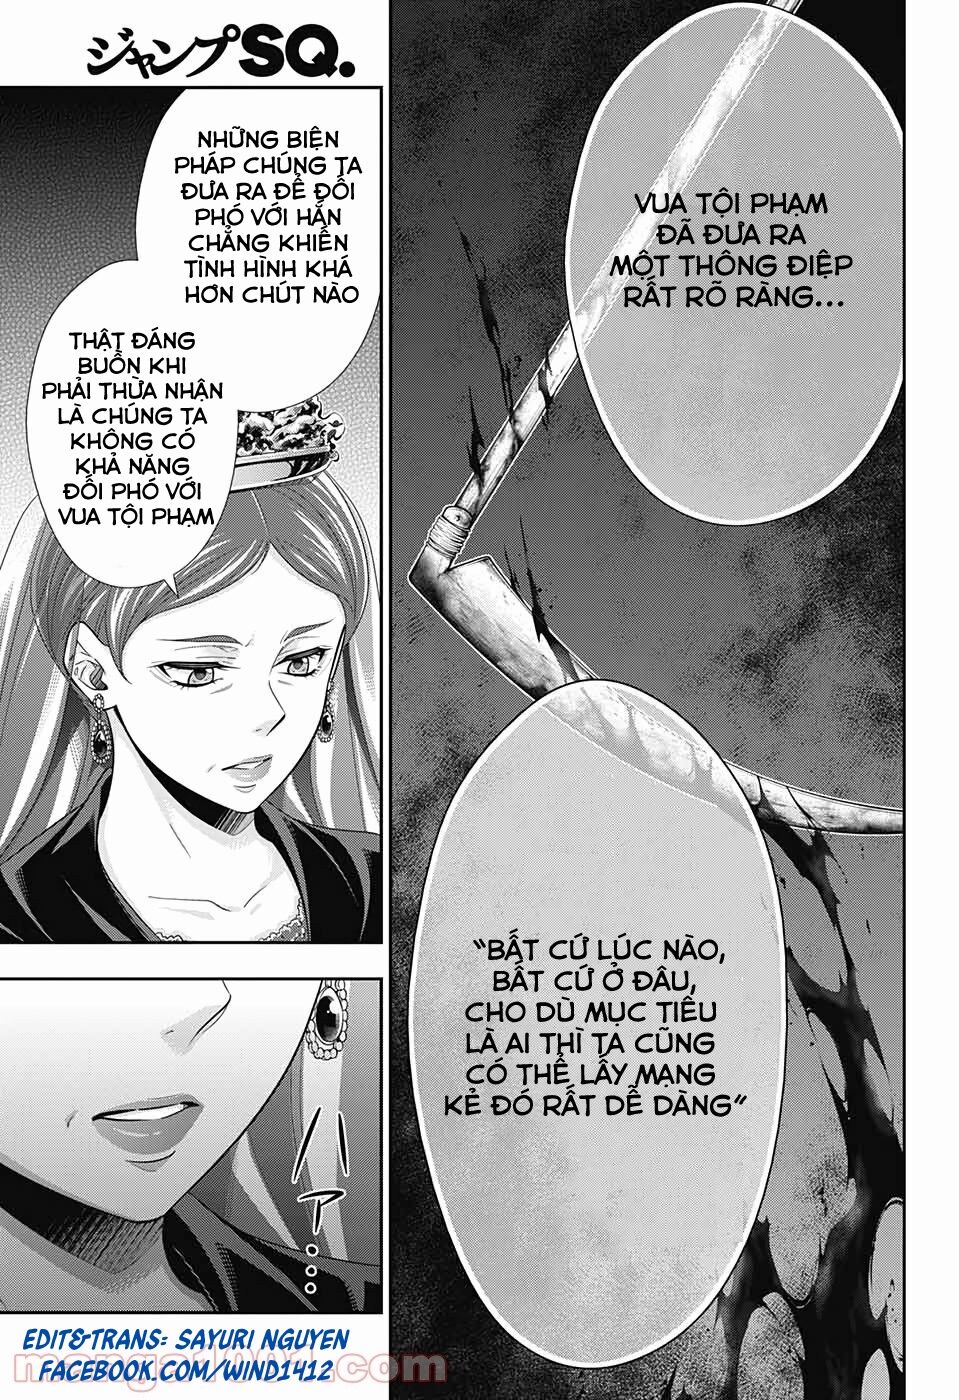 ジャンプSQ.
VUA TỘI PHẠM
ĐÃ ĐƯA RA
MỘT THÔNG ĐIỆP
RẤT RÕ RÀNG...
“BẤT CỨ LÚC NÀO,
BẤT CỨ Ở ĐÂU,
CHO DÙ MỤC TIÊU
LÀ AI THÌ TA CŨNG
CÓ THỂ LẤY MẠNG
KẺ ĐÓ RẤT DỄ DÀNG“
NHỮNG BIỆN
PHÁP CHÚNG TA
ĐƯA RA ĐỂ ĐỐI
PHÓ VỚI HẮN
CHẲNG KHIẾN
TÌNH HÌNH KHÁ
HƠN CHÚT NÀO
THẬT ĐÁNG
BUỒN KHI
PHẢI THỪA NHẬN
LÀ CHÚNG TA
KHÔNG CÓ
KHẢ NĂNG
ĐỐI PHÓ VỚI
VUA TỘI PHẠM
EDIT&TRANS: SAYURI NGUYEN
FACEBOOK.COM/WIND1412